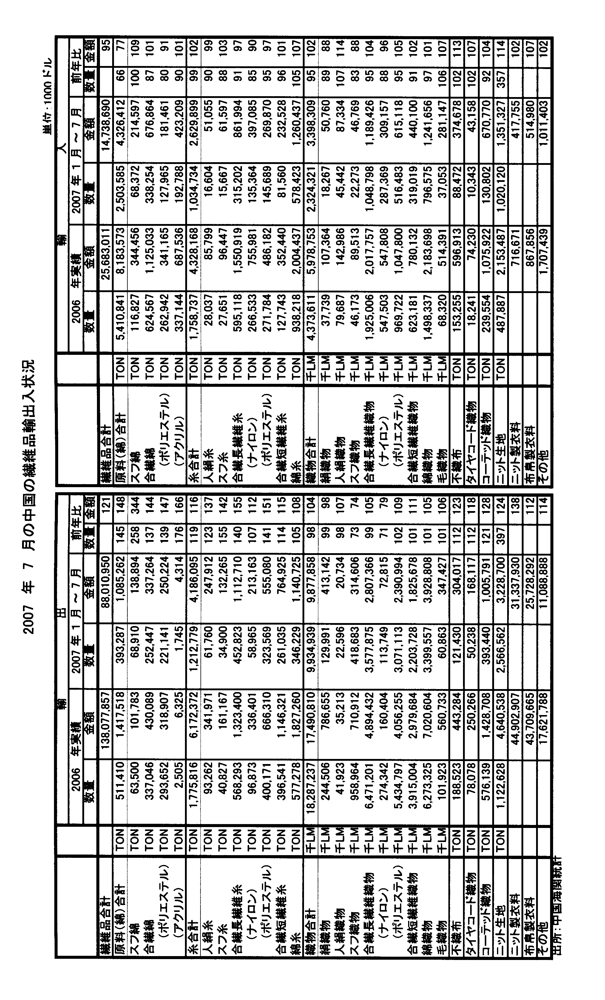 2007 年 7 月の中国の繊維品輸出入状況
単位:1000ドル
輸 出
2006 年実績 2007年1月～7月 前年比
数量 金額 数量 金額 数量 金額
繊維品合計 138,077,857 88,010,950 121
原料(綿)合計 TON 511,410 1,417,518 393,287 1,085,262 145 148
スフ綿 TON 63,500 101,783 68,910 138,894 258 344
合繊綿 TON 337,046 430,089 252,447 337,264 137 144
(ポリエステル) TON 293,652 318,907 221,141 250,224 139 147
(アクリル) TON 2,505 6,325 1,745 4,314 176 166
糸合計 TON 1,775,816 6,172,372 1,212,779 4,186,095 119 116
人絹糸 TON 93,262 341,971 61,760 247,912 123 137
スフ糸 TON 40,827 161,167 34,900 132,265 155 142
合繊長繊維糸 TON 568,293 1,323,400 452,823 1,112,710 140 155
(ナイロン) TON 96,873 336,401 58,965 213,163 107 112
(ポリエステル) TON 400,171 666,310 323,569 555,080 141 151
合繊短繊維糸 TON 396,541 1,146,321 261,035 764,925 114 115
綿糸 TON 577,278 1,827,260 346,229 1,140,725 105 108
織物合計 千LM 18,287,237 17,490,810 9,934,939 9,877,858 98 104
絹織物 千LM 244,506 786,655 129,991 413,142 99 98
人絹織物 千LM 41,923 35,213 22,596 20,734 98 107
スフ織物 千LM 958,964 710,912 418,683 314,606 73 74
合繊長繊維織物 千LM 6,471,201 4,894,432 3,577,875 2,807,366 99 105
(ナイロン) 千LM 274,342 160,404 113,749 72,815 71 79
(ポリエステル) 千LM 5,434,797 4,056,255 3,071,113 2,390,994 102 109
合繊短繊維織物 千LM 3,915,004 2,979,684 2,203,728 1,825,678 101 111
綿織物 千LM 6,273,325 7,020,604 3,399,557 3,928,808 101 105
毛織物 千LM 101,923 560,733 60,863 347,427 101 106
不織布 TON 188,523 443,284 121,430 304,017 112 123
タイヤコード織物 TON 78,078 250,266 50,238 168,117 112 118
コーテッド織物 TON 576,139 1,428,708 393,440 1,005,791 121 128
ニット生地 TON 1,122,628 4,640,538 2,566,562 3,228,700 397 124
ニット製衣料 44,902,907 31,337,930 138
布帛製衣料 43,709,665 25,728,292 112
その他 17,621,788 11,088,888 114
出所:中国海関統計
輸 入
2006 年実績 2007年1月～7月 前年比
数量 金額 数量 金額 数量 金額
繊維品合計 25,683,011 14,738,690 95
原料(綿)合計 TON 5,410,841 8,183,573 2,503,585 4,326,412 66 77
スフ綿 TON 116,827 344,456 68,372 214,597 100 109
合繊綿 TON 624,567 1,125,033 338,254 676,864 87 101
(ポリエステル) TON 262,942 341,165 127,965 181,461 80 91
(アクリル) TON 337,144 687,536 192,788 423,209 90 101
糸合計 TON 1,758,737 4,328,168 1,034,734 2,629,899 99 102
人絹糸 TON 28,037 85,799 16,604 51,055 90 99
スフ糸 TON 27,651 96,447 15,667 61,597 88 103
合繊長繊維糸 TON 595,118 1,550,919 315,202 861,994 91 97
(ナイロン) TON 266,533 755,981 135,364 397,085 85 90
(ポリエステル) TON 271,784 486,182 145,689 269,870 95 97
合繊短繊維糸 TON 127,743 352,440 81,560 232,528 96 101
綿糸 TON 938,218 2,004,437 578,423 1,260,437 105 107
織物合計 千LM 4,373,611 5,978,753 2,324,321 3,398,309 95 102
絹織物 千LM 37,739 107,364 18,267 50,760 89 88
人絹織物 千LM 79,687 142,986 45,442 87,334 107 114
スフ織物 千LM 46,173 89,513 22,273 46,769 83 88
合繊長繊維織物 千LM 1,925,006 2,017,757 1,048,798 1,189,426 95 104
(ナイロン) 千LM 547,503 547,808 287,369 309,157 88 96
(ポリエステル) 千LM 969,722 1,047,800 516,483 615,118 95 105
合繊短繊維織物 千LM 623,181 780,132 319,019 440,100 91 102
綿織物 千LM 1,498,337 2,183,698 796,575 1,241,656 97 101
毛織物 千LM 68,320 514,391 37,053 281,147 106 107
不織布 TON 153,255 596,913 88,472 374,678 102 113
タイヤコード織物 TON 18,241 74,230 10,343 43,158 102 107
コーテッド織物 TON 239,554 1,075,922 130,802 670,770 92 104
ニット生地 TON 487,887 2,153,487 1,020,120 1,351,327 357 114
ニット製衣料 716,671 417,755 102
布帛製衣料 867,856 514,980 107
その他 1,707,439 1,011,403 102